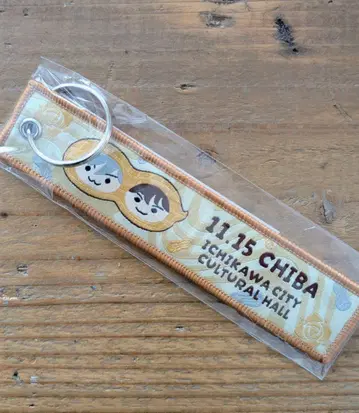 11.15 CHIBA
ICHIKAWA CITY
CULTURAL HALL